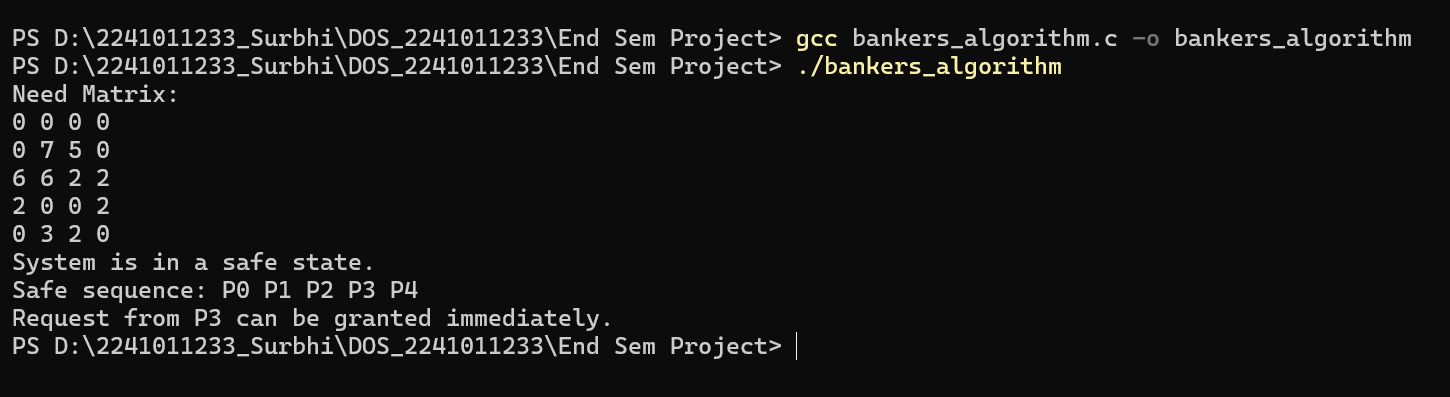 PS D:\2241011233_Surbhi\DOS_2241011233\End Sem Project> gcc bankers_algorithm.c -o bankers_algorithm
PS D:\2241011233_Surbhi\DOS_2241011233\End Sem Project> ./bankers_algorithm
Need Matrix:
0 0 0 0
0 7 5 0
6 6 2 2
2 0 0 2
0 3 2 0
System is in a safe state.
Safe sequence: P0 P1 P2 P3 P4
Request from P3 can be granted immediately.
PS D:\2241011233_Surbhi\DOS_2241011233\End Sem Project>